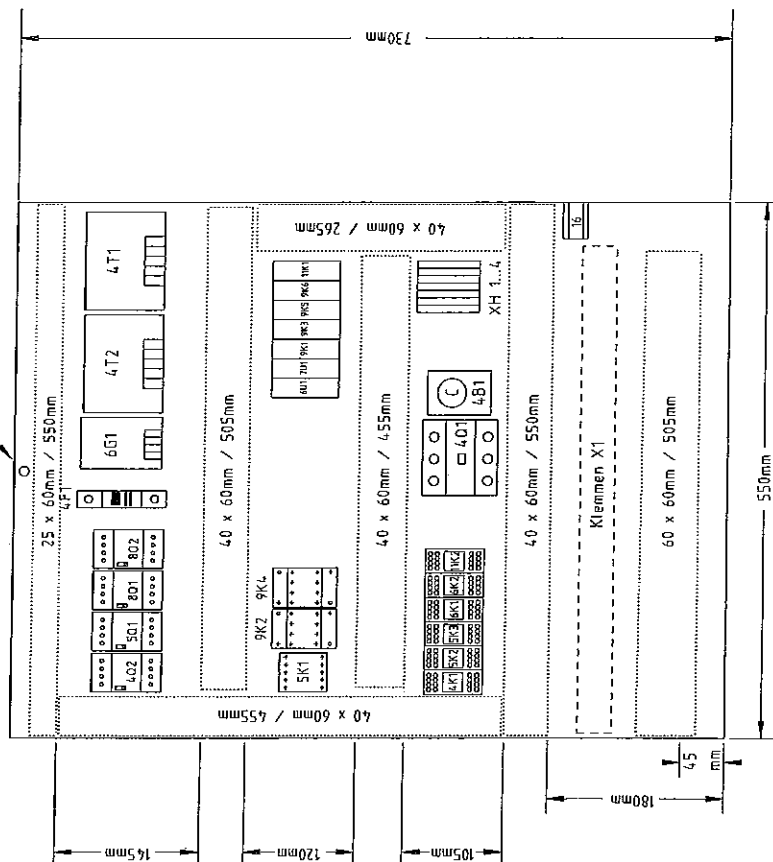 730mm
25 x 60mm / 550mm
4T1
4T2
6G1
4F1
8Q2
8Q1
5Q1
4Q2
40 x 60mm / 505mm
40 x 60mm / 265mm
11K1
9K6
9K5
9K3
9K1
7U1
6U1
9K4
9K2
5K1
40 x 60mm / 455mm
40 x 60mm / 455mm
XH 1...4
4B1
4Q1
11K2
6K2
6K1
5K3
5K2
4K1
40 x 60mm / 550mm
16
Klemmen X1
60 x 60mm / 505mm
550mm
145mm
120mm
105mm
180mm
45
mm